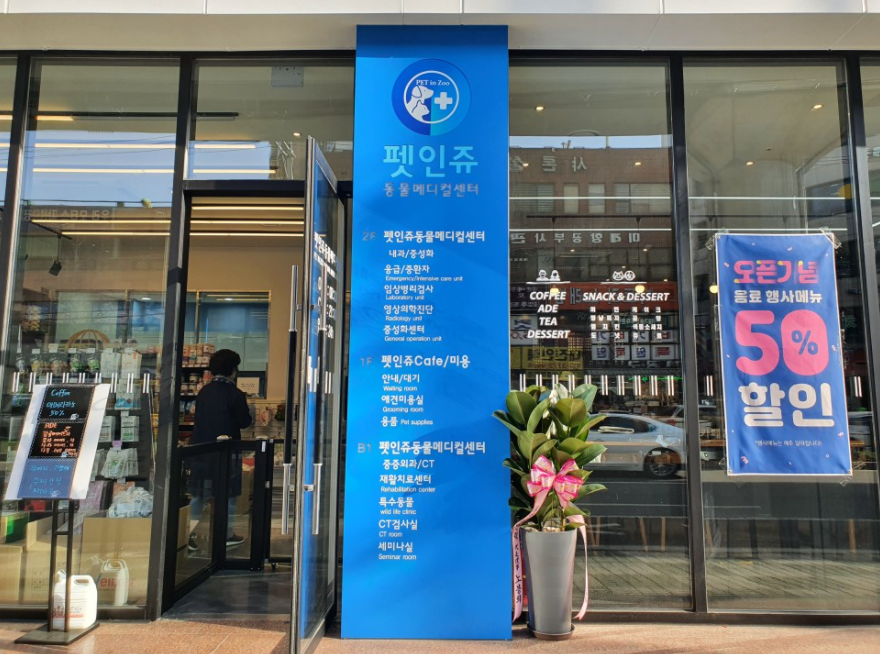 PET in Zoo
펫인쥬
동물메디컬센터
2F 펫인쥬동물메디컬센터
내과/중성화
응급/중환자
Emergency/Intensive care unit
임상병리검사
Laboratory unit
영상의학진단
Radiology unit
중성화센터
General operation unit
1F 펫인쥬Cafe/미용
안내/대기
Waiting room
애견미용실
Grooming room
용품 Pet supplies
B1 펫인쥬동물메디컬센터
중증외과/CT
재활치료센터
Rehabilitation center
특수동물
wild life clinic
CT검사실
CT room
세미나실
Seminar room
COFFEE
ADE
TEA
DESSERT
SNACK & DESSERT
오픈기념
음료 행사메뉴
50%
할인
Coffee
아메리카노
50%